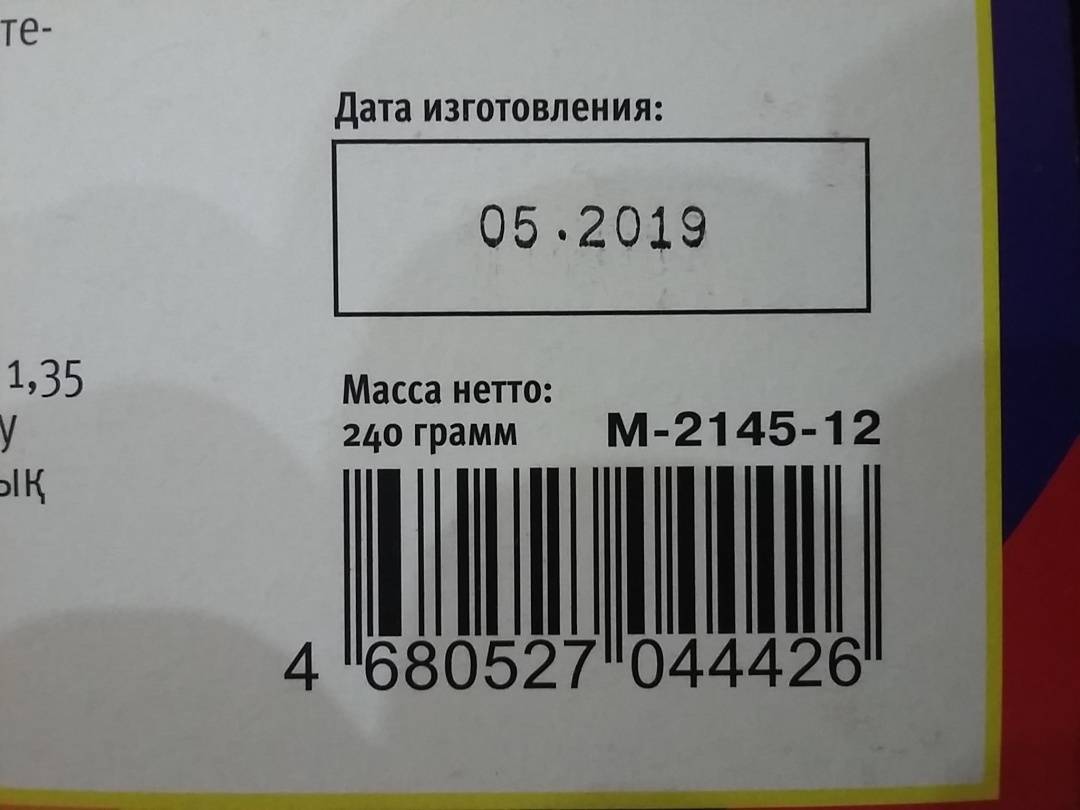 те-
Дата изготовления:
05.2019
1,35
у
ық
Масса нетто:
240 грамм
М-2145-12
4 680527 044426